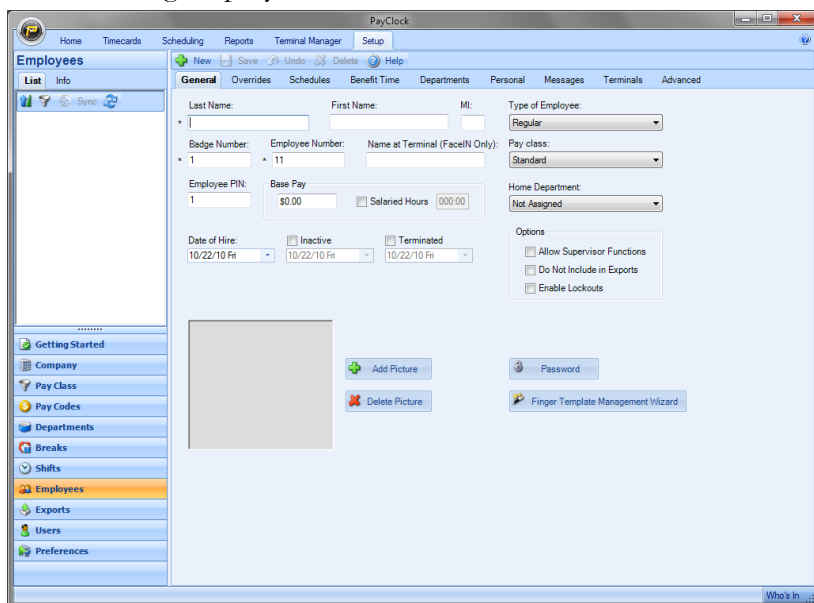 PayClock
Home Timecards Scheduling Reports Terminal Manager Setup
Employees
New Save Undo Delete Help
List Info
General Overrides Schedules Benefit Time Departments Personal Messages Terminals Advanced
Sync
Last Name: First Name: MI: Type of Employee:
* Regular
Badge Number: Employee Number: Name at Terminal (FaceIN Only): Pay class:
* 1 * 11 Standard
Employee PIN: Base Pay Home Department:
1 $0.00 Salaried Hours 000:00 Not Assigned
Options
Date of Hire: Inactive Terminated
10/22/10 Fri 10/22/10 Fri 10/22/10 Fri
Allow Supervisor Functions
Do Not Include in Exports
Enable Lockouts
Add Picture Password
Delete Picture Finger Template Management Wizard
Getting Started
Company
Pay Class
Pay Codes
Departments
Breaks
Shifts
Employees
Exports
Users
Preferences
Who's In